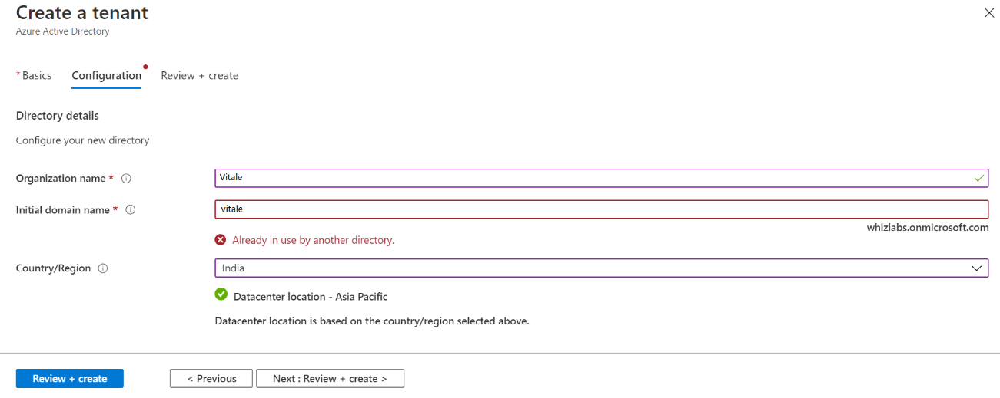 Create a tenant
Azure Active Directory
* Basics Configuration Review + create
Directory details
Configure your new directory
Organization name * Vitale
Initial domain name * vitale
whizlabs.onmicrosoft.com
Already in use by another directory.
Country/Region India
Datacenter location - Asia Pacific
Datacenter location is based on the country/region selected above.
Review + create < Previous Next : Review + create >